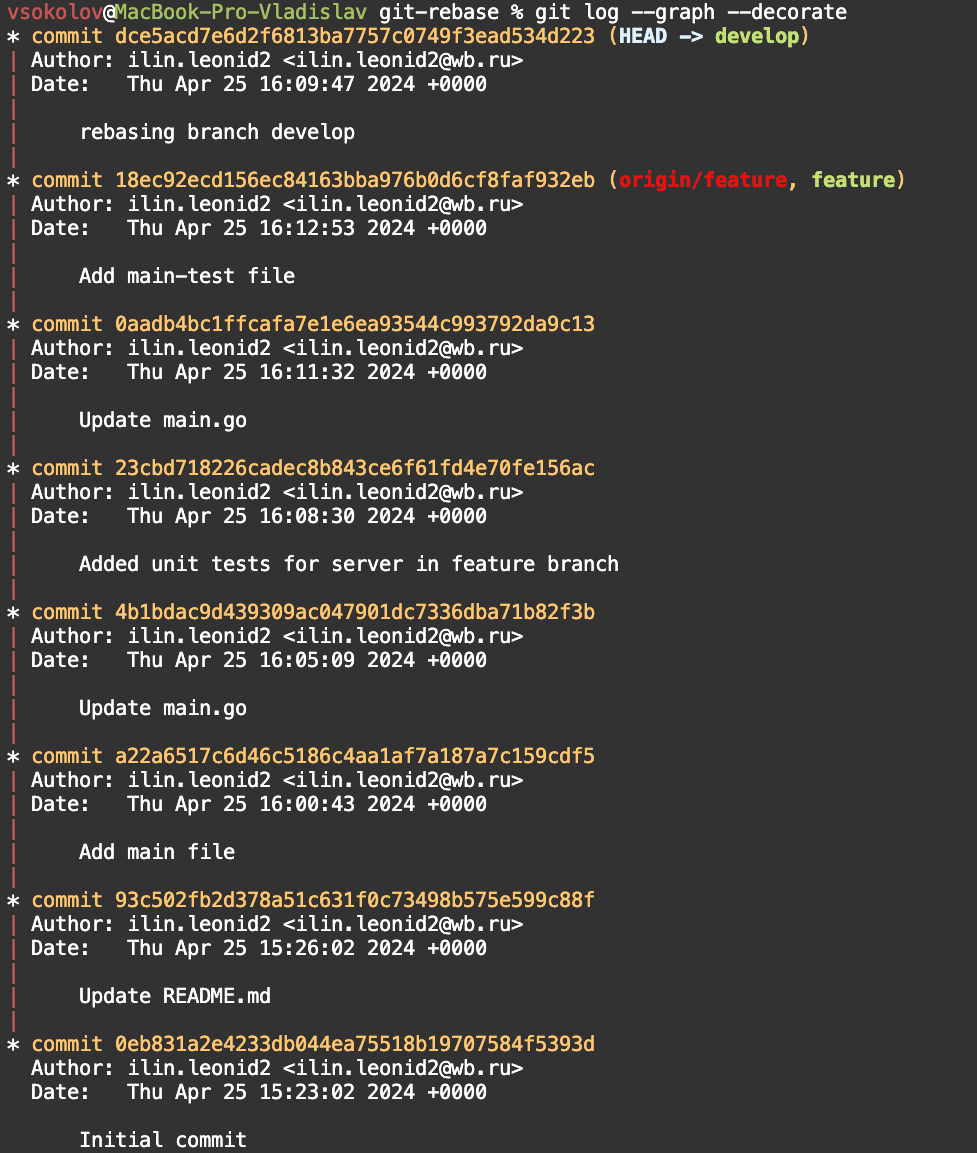 vsokolov@MacBook-Pro-Vladislav git-rebase % git log --graph --decorate
* commit dce5acd7e6d2f6813ba7757c0749f3ead534d223 (HEAD -> develop)
| Author: ilin.leonid2 <ilin.leonid2@wb.ru>
| Date:   Thu Apr 25 16:09:47 2024 +0000
|
|     rebasing branch develop
|
* commit 18ec92ecd156ec84163bba976b0d6cf8faf932eb (origin/feature, feature)
| Author: ilin.leonid2 <ilin.leonid2@wb.ru>
| Date:   Thu Apr 25 16:12:53 2024 +0000
|
|     Add main-test file
|
* commit 0aadb4bc1ffcafa7e1e6ea93544c993792da9c13
| Author: ilin.leonid2 <ilin.leonid2@wb.ru>
| Date:   Thu Apr 25 16:11:32 2024 +0000
|
|     Update main.go
|
* commit 23cbd718226cadec8b843ce6f61fd4e70fe156ac
| Author: ilin.leonid2 <ilin.leonid2@wb.ru>
| Date:   Thu Apr 25 16:08:30 2024 +0000
|
|     Added unit tests for server in feature branch
|
* commit 4b1bdac9d439309ac047901dc7336dba71b82f3b
| Author: ilin.leonid2 <ilin.leonid2@wb.ru>
| Date:   Thu Apr 25 16:05:09 2024 +0000
|
|     Update main.go
|
* commit a22a6517c6d46c5186c4aa1af7a187a7c159cdf5
| Author: ilin.leonid2 <ilin.leonid2@wb.ru>
| Date:   Thu Apr 25 16:00:43 2024 +0000
|
|     Add main file
|
* commit 93c502fb2d378a51c631f0c73498b575e599c88f
| Author: ilin.leonid2 <ilin.leonid2@wb.ru>
| Date:   Thu Apr 25 15:26:02 2024 +0000
|
|     Update README.md
|
* commit 0eb831a2e4233db044ea75518b19707584f5393d
  Author: ilin.leonid2 <ilin.leonid2@wb.ru>
  Date:   Thu Apr 25 15:23:02 2024 +0000

      Initial commit